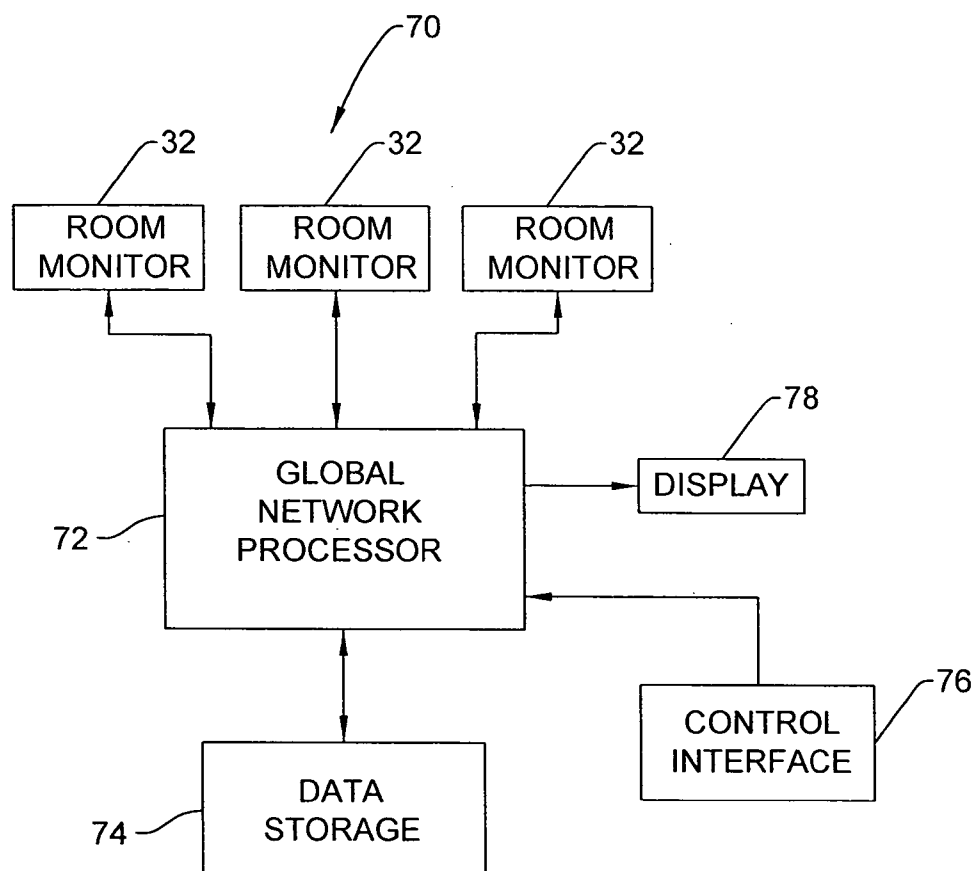 70
32
32
32
ROOM
MONITOR
ROOM
MONITOR
ROOM
MONITOR
78
DISPLAY
GLOBAL
NETWORK
PROCESSOR
72
76
CONTROL
INTERFACE
DATA
STORAGE
74